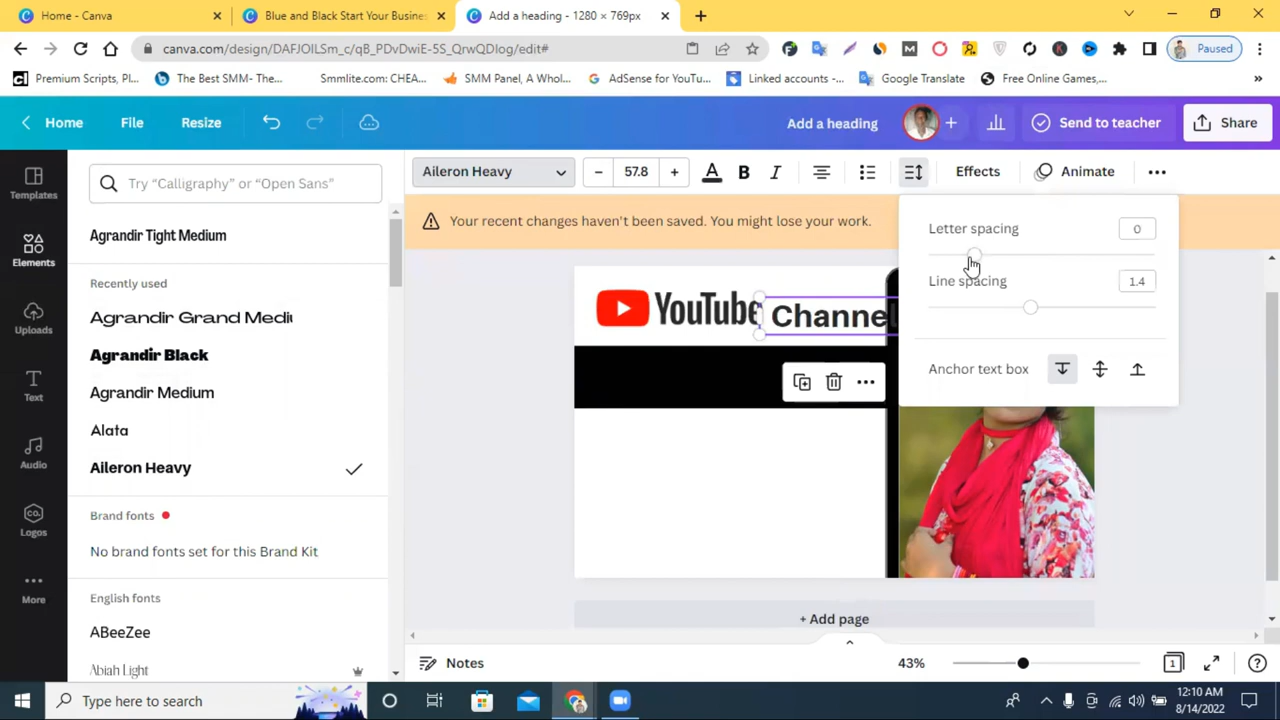 Home - Canva
Blue and Black Start Your Busines
Add a heading - 1280 × 769px
canva.com/design/DAFJOILSm_c/qB_PDvDwiE-5S_QrwQDlog/edit#
Paused
Premium Scripts, Pl...
The Best SMM- The...
Smmlite.com: CHEA...
SMM Panel, A Whol...
AdSense for YouTu...
Linked accounts -...
Google Translate
Free Online Games,...
Home
File
Resize
Add a heading
Send to teacher
Share
Templates
Elements
Uploads
Text
Audio
CO.
Logos
More
Try “Calligraphy” or “Open Sans”
Agrandir Tight Medium
Recently used
Agrandir Grand Mediu
Agrandir Black
Agrandir Medium
Alata
Aileron Heavy
Brand fonts
No brand fonts set for this Brand Kit
English fonts
ABeeZee
Abiah Light
Aileron Heavy
57.8
A
B
I
Effects
Animate
Your recent changes haven't been saved. You might lose your work.
Letter spacing
0
Line spacing
1.4
Anchor text box
YouTube
Channel
+ Add page
Notes
43%
1
Type here to search
12:10 AM
8/14/2022